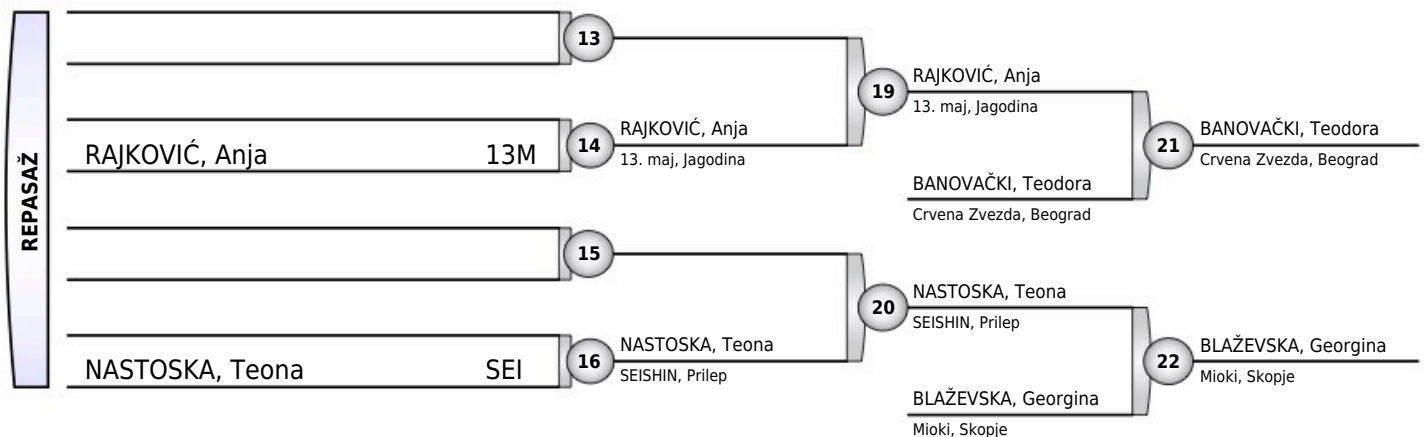 REPASAŽ
13
RAJKOVIĆ, Anja 13M
14
RAJKOVIĆ, Anja
13. maj, Jagodina
19
RAJKOVIĆ, Anja
13. maj, Jagodina
BANOVAČKI, Teodora
Crvena Zvezda, Beograd
21
BANOVAČKI, Teodora
Crvena Zvezda, Beograd
15
NASTOSKA, Teona SEI
16
NASTOSKA, Teona
SEISHIN, Prilep
20
NASTOSKA, Teona
SEISHIN, Prilep
BLAŽEVSKA, Georgina
Mioki, Skopje
22
BLAŽEVSKA, Georgina
Mioki, Skopje